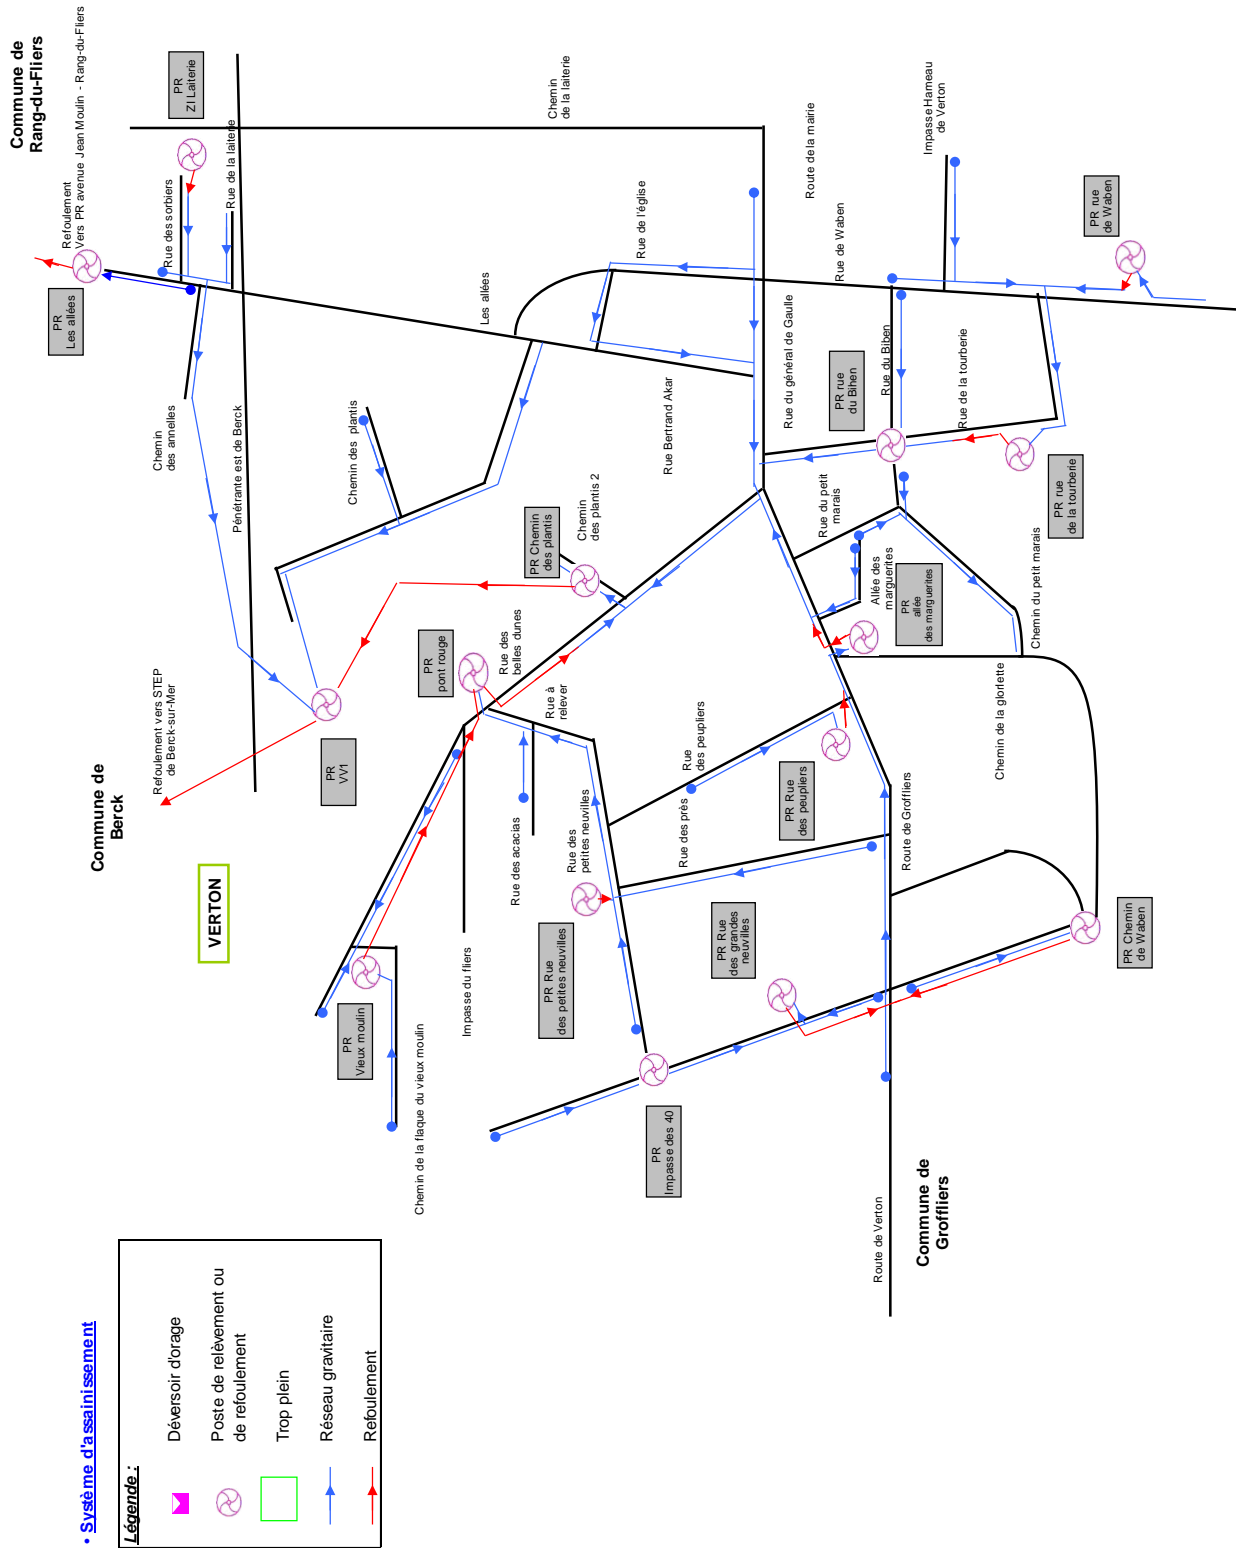 • Système d'assainissement
Légende :
Déversoir d'orage
Poste de relèvement ou
de refoulement
Trop plein
Réseau gravitaire
Refoulement
VERTON
Commune de
Berck
Refoulement vers STEP
de Berck-sur-Mer
Commune de
Rang-du-Fliers
Refoulement
Vers PR avenue Jean Moulin - Rang-du-Fliers
PR
Les allées
PR
ZI Laiterie
Rue des sorbiers
Rue de la laiterie
Chemin
des annelles
Pénétrante est de Berck
Chemin
de la laiterie
PR
VV1
Chemin des plantis
Les allées
Rue de l'église
Route de la mairie
Impasse Hameau
de Verton
PR
Vieux moulin
Chemin de la flaque du vieux moulin
Impasse du fliers
PR
pont rouge
Rue des
belles dunes
Rue à
relever
PR Chemin
des plantis
Chemin
des plantis 2
Rue Bertrand Akar
Rue du général de Gaulle
Rue de Waben
PR rue
de Waben
Rue des acacias
Rue des
petites neuvilles
PR Rue
des petites neuvilles
PR
Impasse des 40
Rue des près
Rue
des peupliers
PR Rue
des peupliers
PR Rue
des grandes
neuvilles
Rue du petit
marais
Allée des
marguerites
PR
allée
des marguerites
PR rue
du Bihen
Rue du Biben
Rue de la tourberie
PR rue
de la tourberie
Chemin du petit marais
Chemin de la gloriette
Route de Groffliers
PR Chemin
de Waben
Route de Verton
Commune de
Groffliers